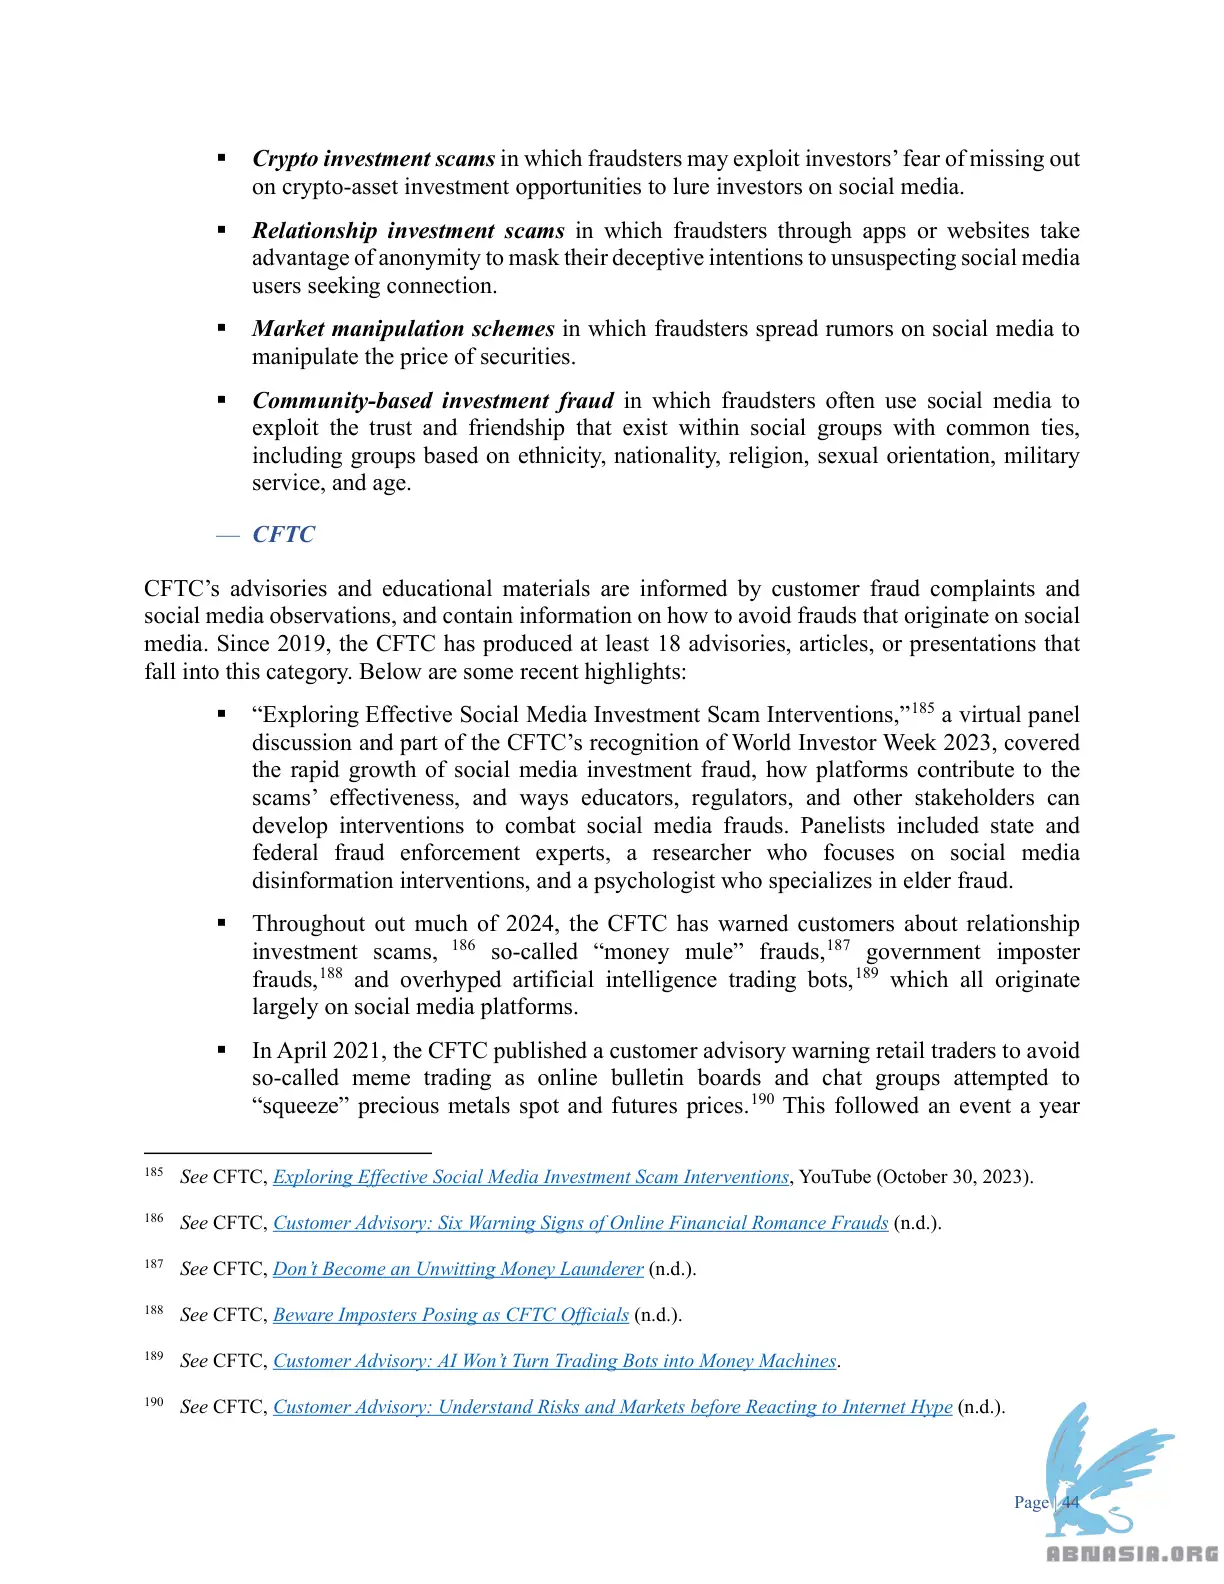 ▪ Crypto investment scams in which fraudsters may exploit investors’ fear of missing out
on crypto-asset investment opportunities to lure investors on social media.
▪ Relationship investment scams in which fraudsters through apps or websites take
advantage of anonymity to mask their deceptive intentions to unsuspecting social media
users seeking connection.
▪ Market manipulation schemes in which fraudsters spread rumors on social media to
manipulate the price of securities.
▪ Community-based investment fraud in which fraudsters often use social media to
exploit the trust and friendship that exist within social groups with common ties,
including groups based on ethnicity, nationality, religion, sexual orientation, military
service, and age.
— CFTC
CFTC’s advisories and educational materials are informed by customer fraud complaints and
social media observations, and contain information on how to avoid frauds that originate on social
media. Since 2019, the CFTC has produced at least 18 advisories, articles, or presentations that
fall into this category. Below are some recent highlights:
▪ “Exploring Effective Social Media Investment Scam Interventions,”185 a virtual panel
discussion and part of the CFTC’s recognition of World Investor Week 2023, covered
the rapid growth of social media investment fraud, how platforms contribute to the
scams’ effectiveness, and ways educators, regulators, and other stakeholders can
develop interventions to combat social media frauds. Panelists included state and
federal fraud enforcement experts, a researcher who focuses on social media
disinformation interventions, and a psychologist who specializes in elder fraud.
▪ Throughout out much of 2024, the CFTC has warned customers about relationship
investment scams, 186 so-called “money mule” frauds,187 government imposter
frauds,188 and overhyped artificial intelligence trading bots,189 which all originate
largely on social media platforms.
▪ In April 2021, the CFTC published a customer advisory warning retail traders to avoid
so-called meme trading as online bulletin boards and chat groups attempted to
“squeeze” precious metals spot and futures prices.190 This followed an event a year
185 See CFTC, Exploring Effective Social Media Investment Scam Interventions, YouTube (October 30, 2023).
186 See CFTC, Customer Advisory: Six Warning Signs of Online Financial Romance Frauds (n.d.).
187 See CFTC, Don’t Become an Unwitting Money Launderer (n.d.).
188 See CFTC, Beware Imposters Posing as CFTC Officials (n.d.).
189 See CFTC, Customer Advisory: AI Won’t Turn Trading Bots into Money Machines.
190 See CFTC, Customer Advisory: Understand Risks and Markets before Reacting to Internet Hype (n.d.).
Page | 44
ABNASIA.ORG